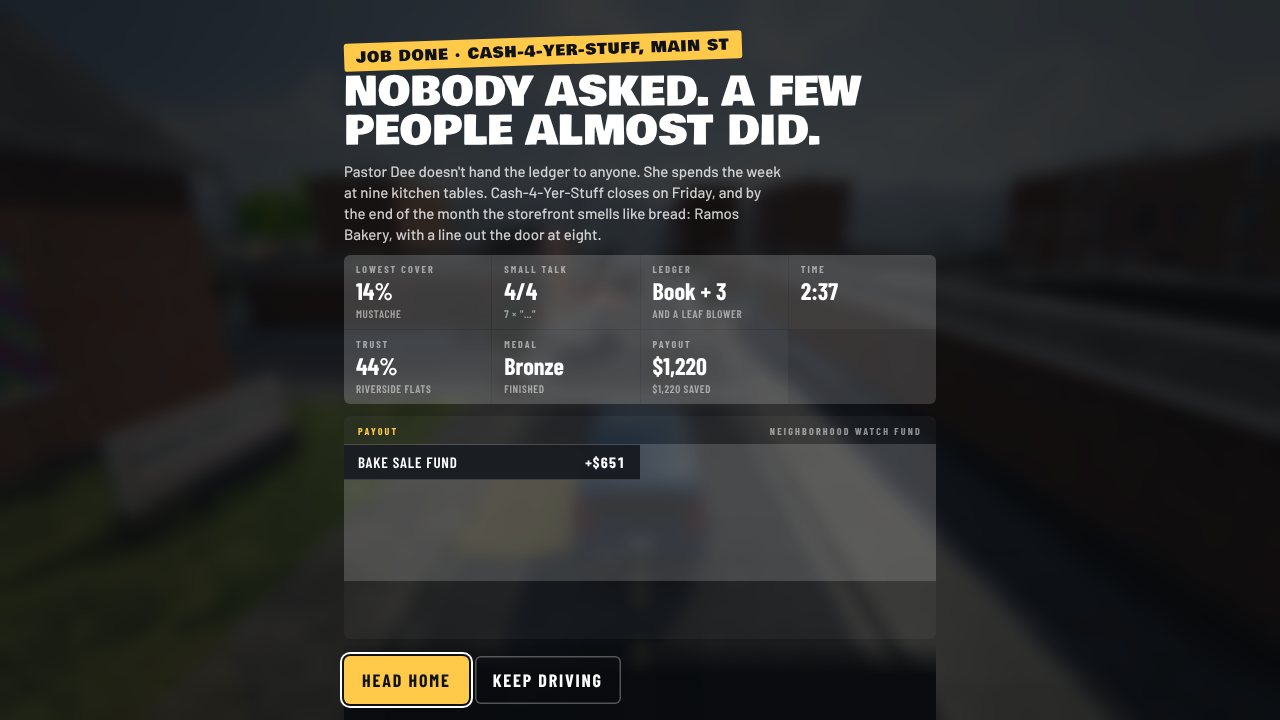 JOB DONE · CASH-4-YER-STUFF, MAIN ST
NOBODY ASKED. A FEW
PEOPLE ALMOST DID.
Pastor Dee doesn't hand the ledger to anyone. She spends the week
at nine kitchen tables. Cash-4-Yer-Stuff closes on Friday, and by
the end of the month the storefront smells like bread: Ramos
Bakery, with a line out the door at eight.
LOWEST COVER
14%
MUSTACHE
SMALL TALK
4/4
7 × "..."
LEDGER
Book + 3
AND A LEAF BLOWER
TIME
2:37
TRUST
44%
RIVERSIDE FLATS
MEDAL
Bronze
FINISHED
PAYOUT
$1,220
$1,220 SAVED
PAYOUT
NEIGHBORHOOD WATCH FUND
BAKE SALE FUND +$651
HEAD HOME
KEEP DRIVING